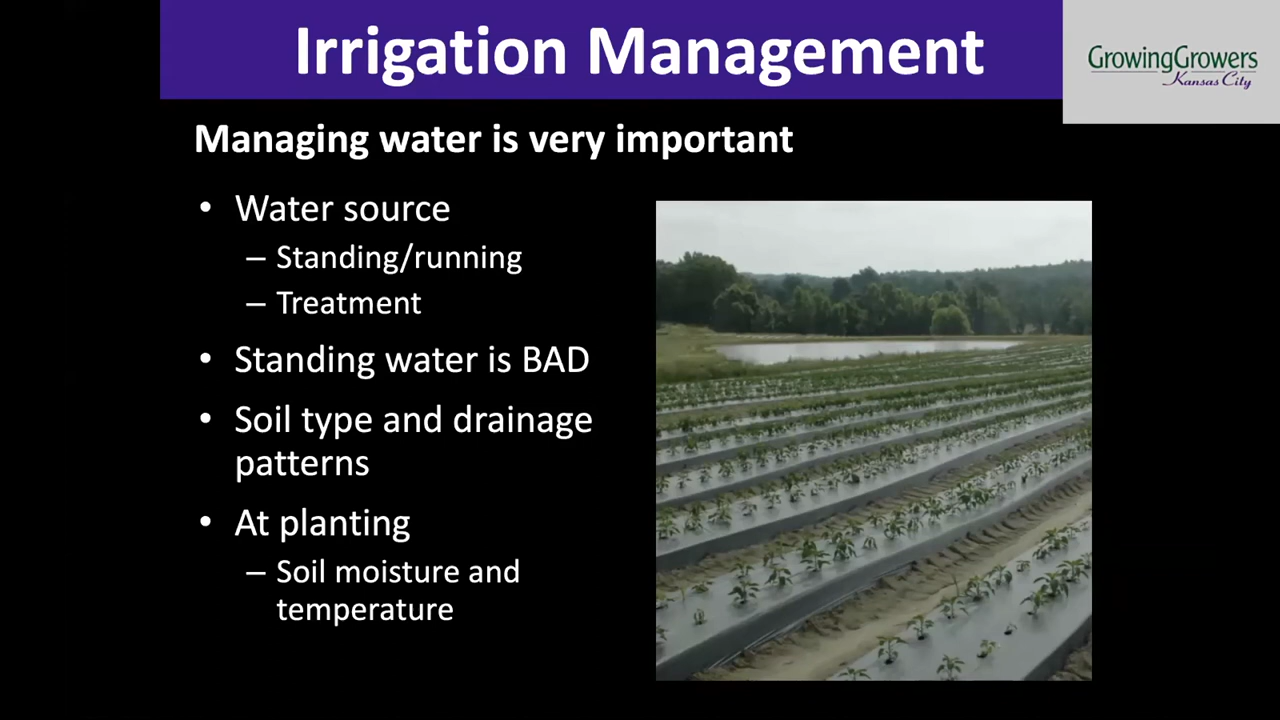 Irrigation Management
GrowingGrowers
Kansas City
Managing water is very important
• Water source
– Standing/running
– Treatment
• Standing water is BAD
• Soil type and drainage
patterns
• At planting
– Soil moisture and
temperature